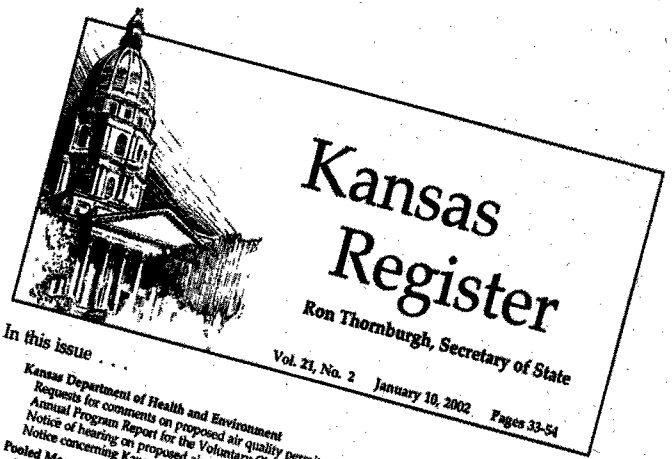 Kansas
Register
Ron Thornburgh, Secretary of State
Vol. 21, No. 2 January 10, 2002 Pages 33-54
In this issue . . .
Kansas Department of Health and Environment
Requests for comments on proposed air quality
Annual Program Report for the Voluntary
Notice of hearing on proposed
Notice concerning
Pooled